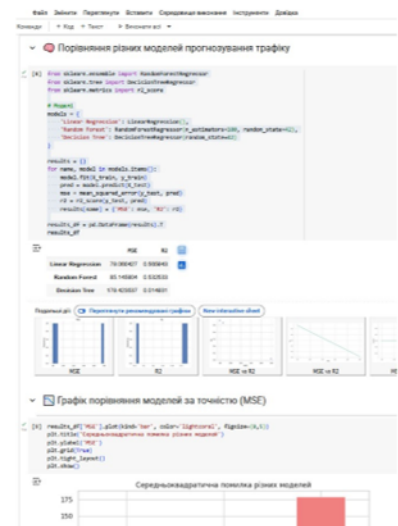 Файл Змінити Переглянути Вставити Середовище виконання Інструменти Довідка
Команди + Код + Текст Виконати всі
Порівняння різних моделей прогнозування трафіку
from sklearn.ensemble import RandomForestRegressor
from sklearn.tree import DecisionTreeRegressor
from sklearn.metrics import r2_score
# Моделі
models = {
'Linear Regression': LinearRegression(),
'Random Forest': RandomForestRegressor(n_estimators=100, random_state=42),
'Decision Tree': DecisionTreeRegressor(random_state=42)
}
results = {}
for name, model in models.items():
model.fit(X_train, y_train)
pred = model.predict(X_test)
mse = mean_squared_error(y_test, pred)
r2 = r2_score(y_test, pred)
results[name] = {'MSE': mse, 'R2': r2}
results_df = pd.DataFrame(results).T
results_df
MSE R2
Linear Regression
Random Forest
Decision Tree
Подальші дії: Переглянути рекомендовані графіки New interactive sheet
MSE R2 MSE vs R2 MSE vs R2
Графік порівняння моделей за точністю (MSE)
results_df['MSE'].plot(kind='bar', color='lightcoral', figsize=(8,5))
plt.title("Середньоквадратична помилка різних моделей")
plt.ylabel("MSE")
plt.grid(True)
plt.tight_layout()
plt.show()
Середньоквадратична помилка різних моделей
175
150